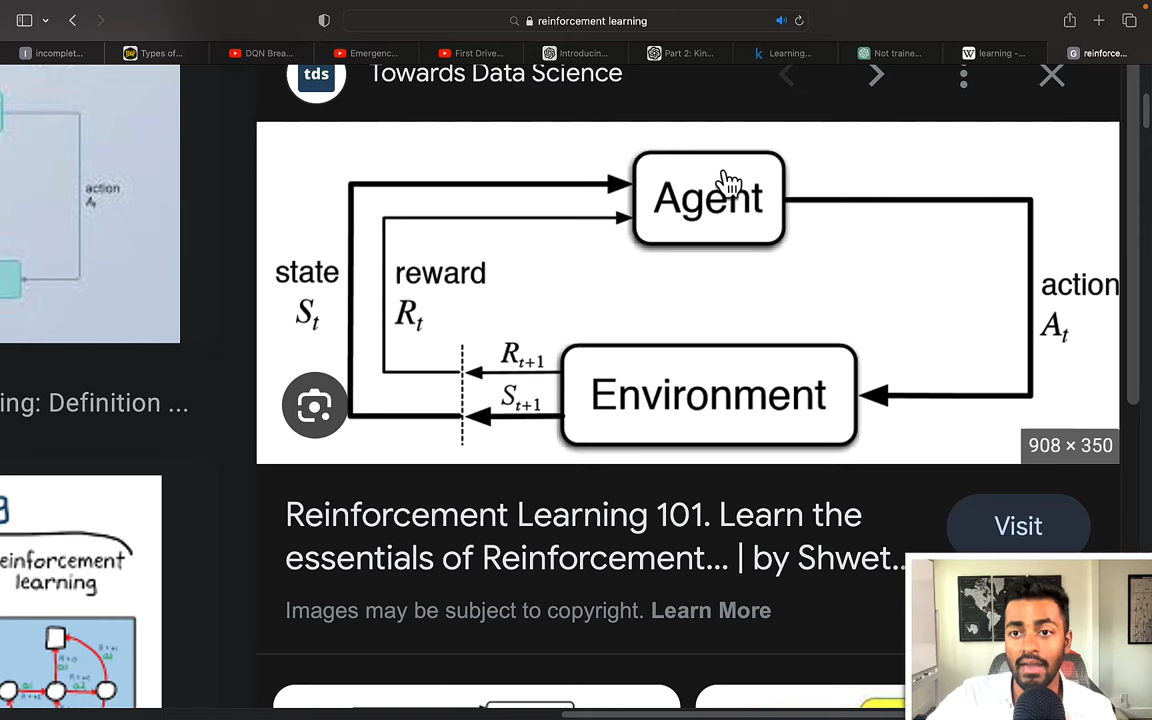 reinforcement learning
incomplet...
Types of...
DQN Brea...
Emergenc...
First Drive...
Introducin...
Part 2: Kin...
Learning...
Not traine...
learning -...
reinforce...
tds
Towards Data Science
action
At
Agent
state
St
reward
Rt
action
At
Rt+1
St+1
Environment
908 × 350
ing: Definition ...
Reinforcement Learning 101. Learn the
essentials of Reinforcement... | by Shwet...
Visit
Images may be subject to copyright. Learn More
einforcement
learning